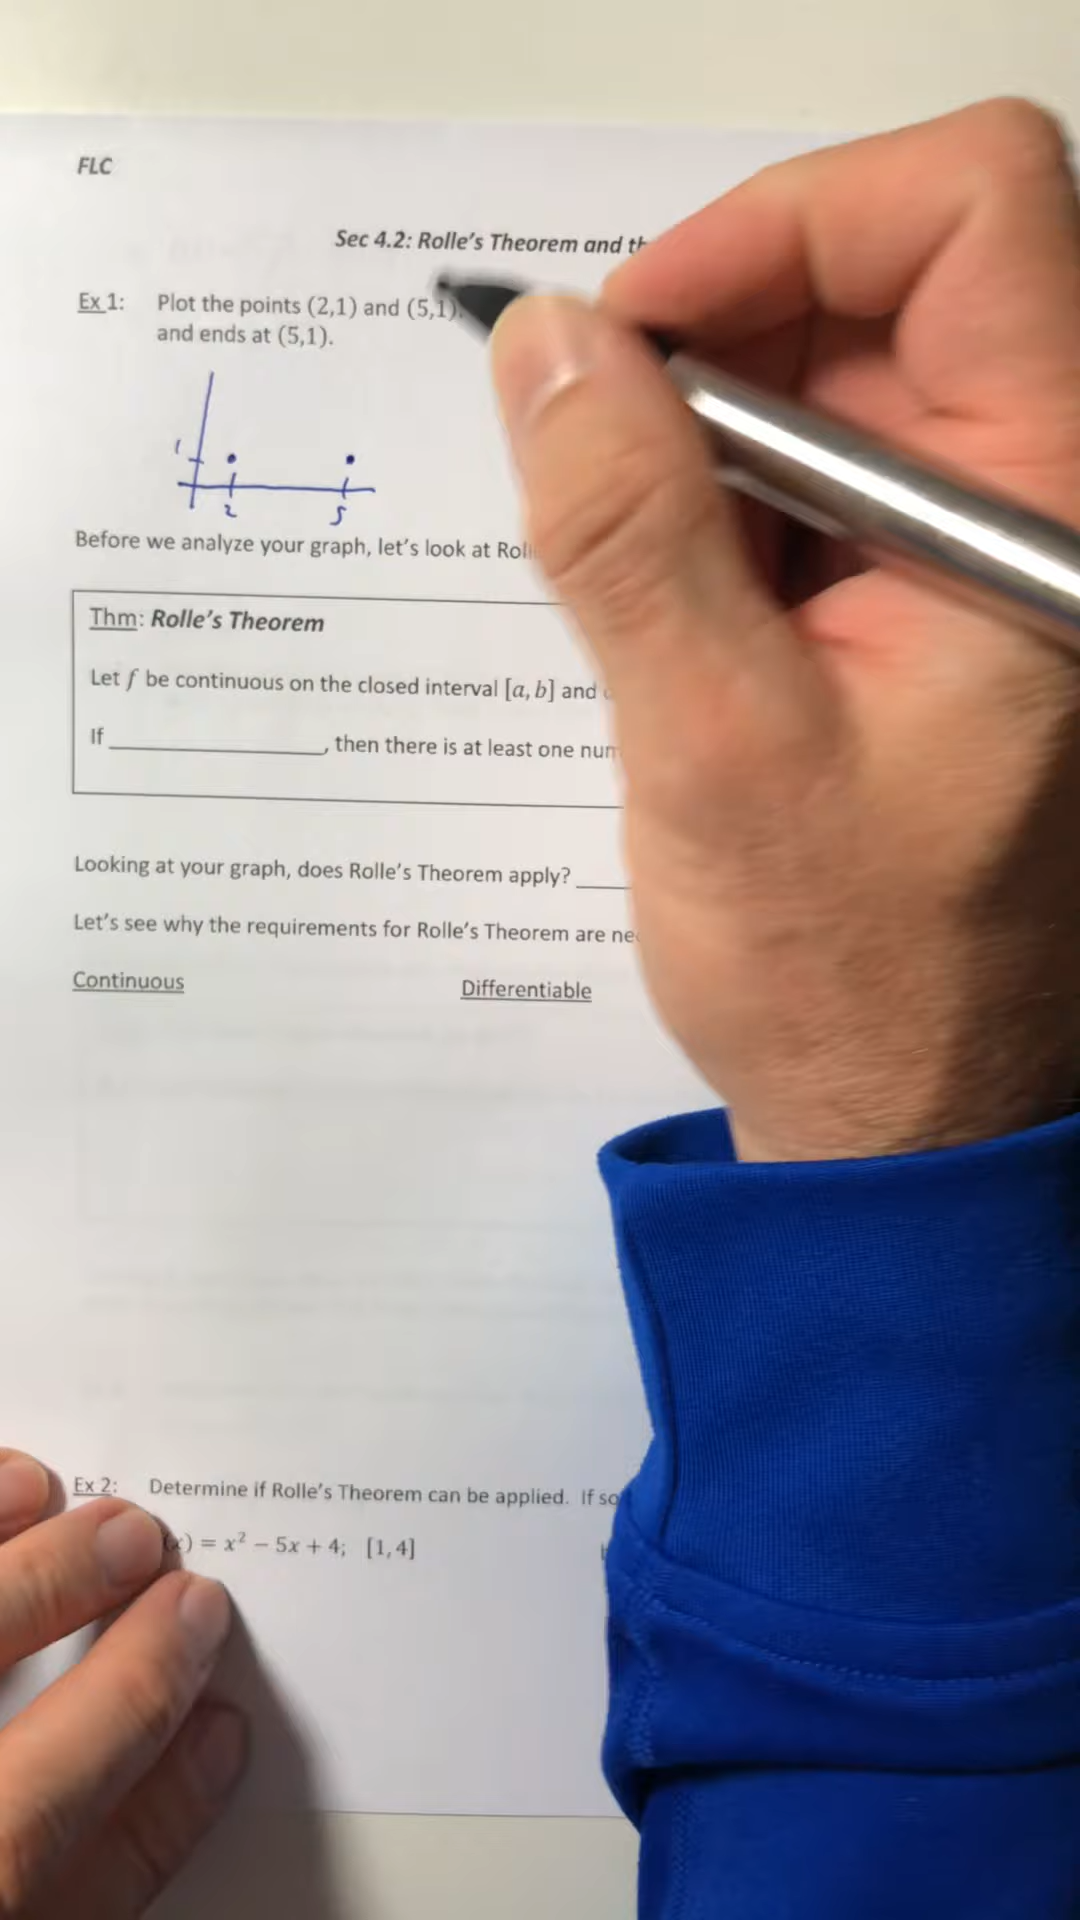 FLC
Sec 4.2: Rolle's Theorem and
Ex 1: Plot the points (2,1) and (5,1).
and ends at (5,1).
1
2 5
Before we analyze your graph, let's look at
Thm: Rolle's Theorem
Let f be continuous on the closed interval [a, b] and
If ____________________, then there is at least one
Looking at your graph, does Rolle's Theorem apply? _____
Let's see why the requirements for Rolle's Theorem are
Continuous Differentiable
Ex 2: Determine if Rolle's Theorem can be applied. If so
(x) = x² − 5x + 4; [1, 4]